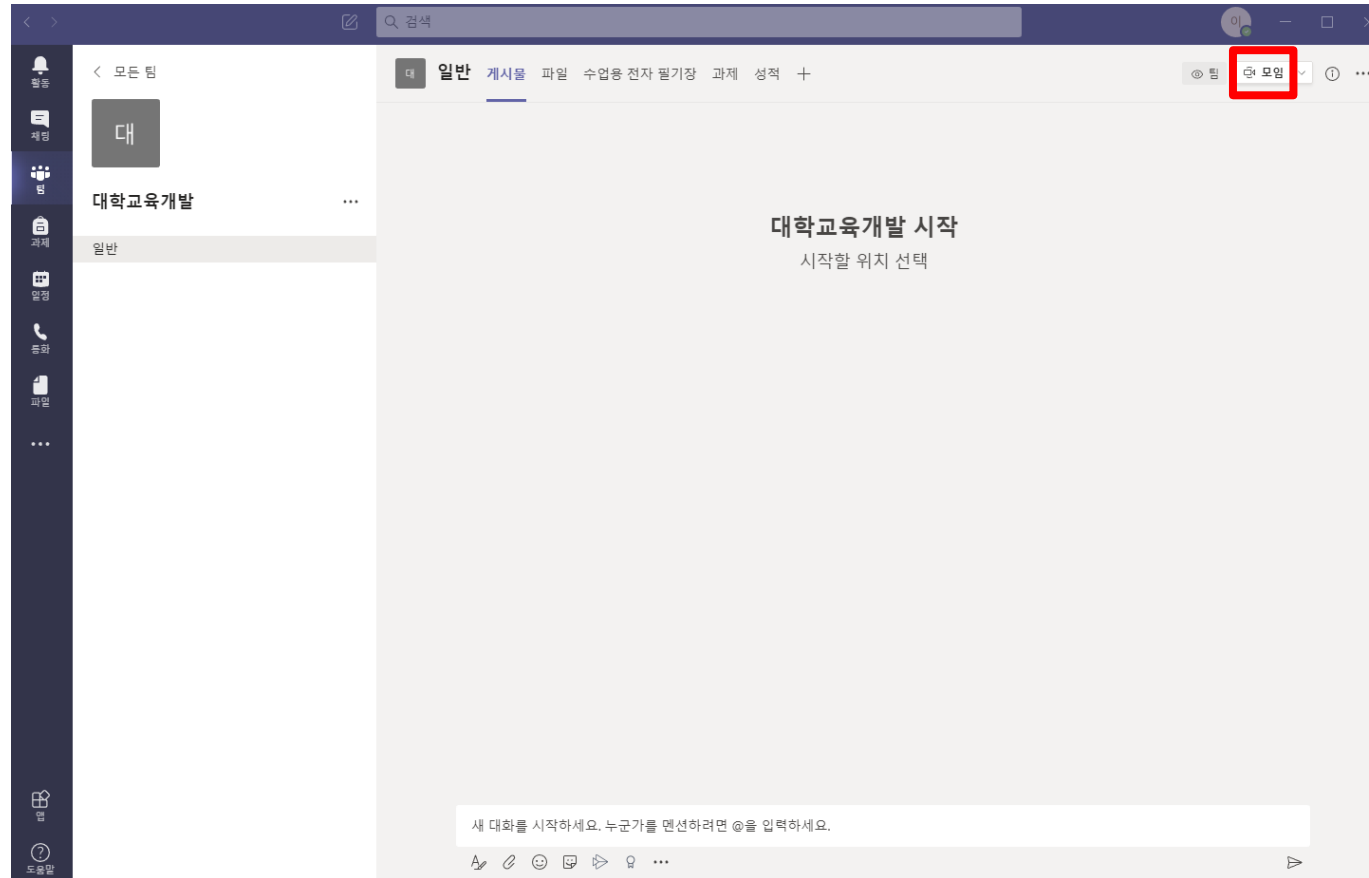 검색
이
활동
채팅
팀
과제
일정
통화
파일
앱
도움말
모든 팀
대
대학교육개발
일반
대
일반 게시물 파일 수업용 전자 필기장 과제 성적
팀 모임
대학교육개발 시작
시작할 위치 선택
새 대화를 시작하세요. 누군가를 멘션하려면 @을 입력하세요.